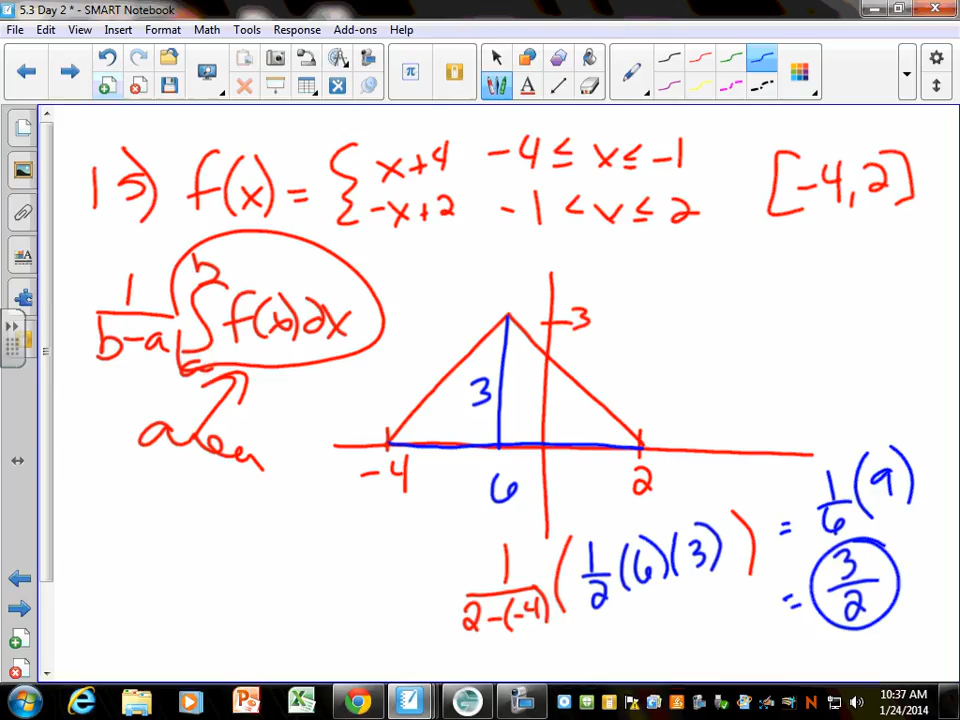 5.3 Day 2 * - SMART Notebook
File Edit View Insert Format Math Tools Response Add-ons Help
15) f(x) = { x+4 -4 ≤ x ≤ -1 [-4,2]
-x+2 -1 < x ≤ 2
1/(b-a) ∫ₐᵇ f(x)dx
area
3
3
-4 6 2
1/(2-(-4)) (1/2 (6)(3)) = 1/6 (9)
= 3/2
10:37 AM
1/24/2014